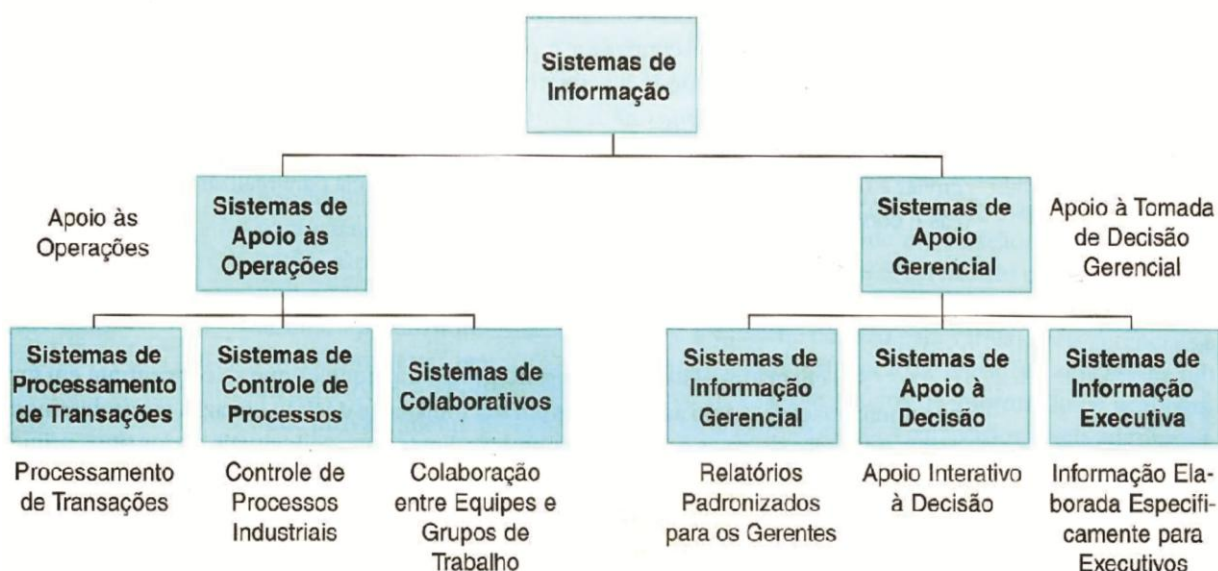 Sistemas de
Informação
Apoio às
Operações
Sistemas de
Apoio às
Operações
Sistemas de
Apoio
Gerencial
Apoio à Tomada
de Decisão
Gerencial
Sistemas de
Processamento
de Transações
Sistemas de
Controle de
Processos
Sistemas de
Colaborativos
Sistemas de
Informação
Gerencial
Sistemas de
Apoio à
Decisão
Sistemas de
Informação
Executiva
Processamento
de Transações
Controle de
Processos
Industriais
Colaboração
entre Equipes e
Grupos de
Trabalho
Relatórios
Padronizados
para os Gerentes
Apoio Interativo
à Decisão
Informação Ela-
borada Especifi-
camente para
Executivos